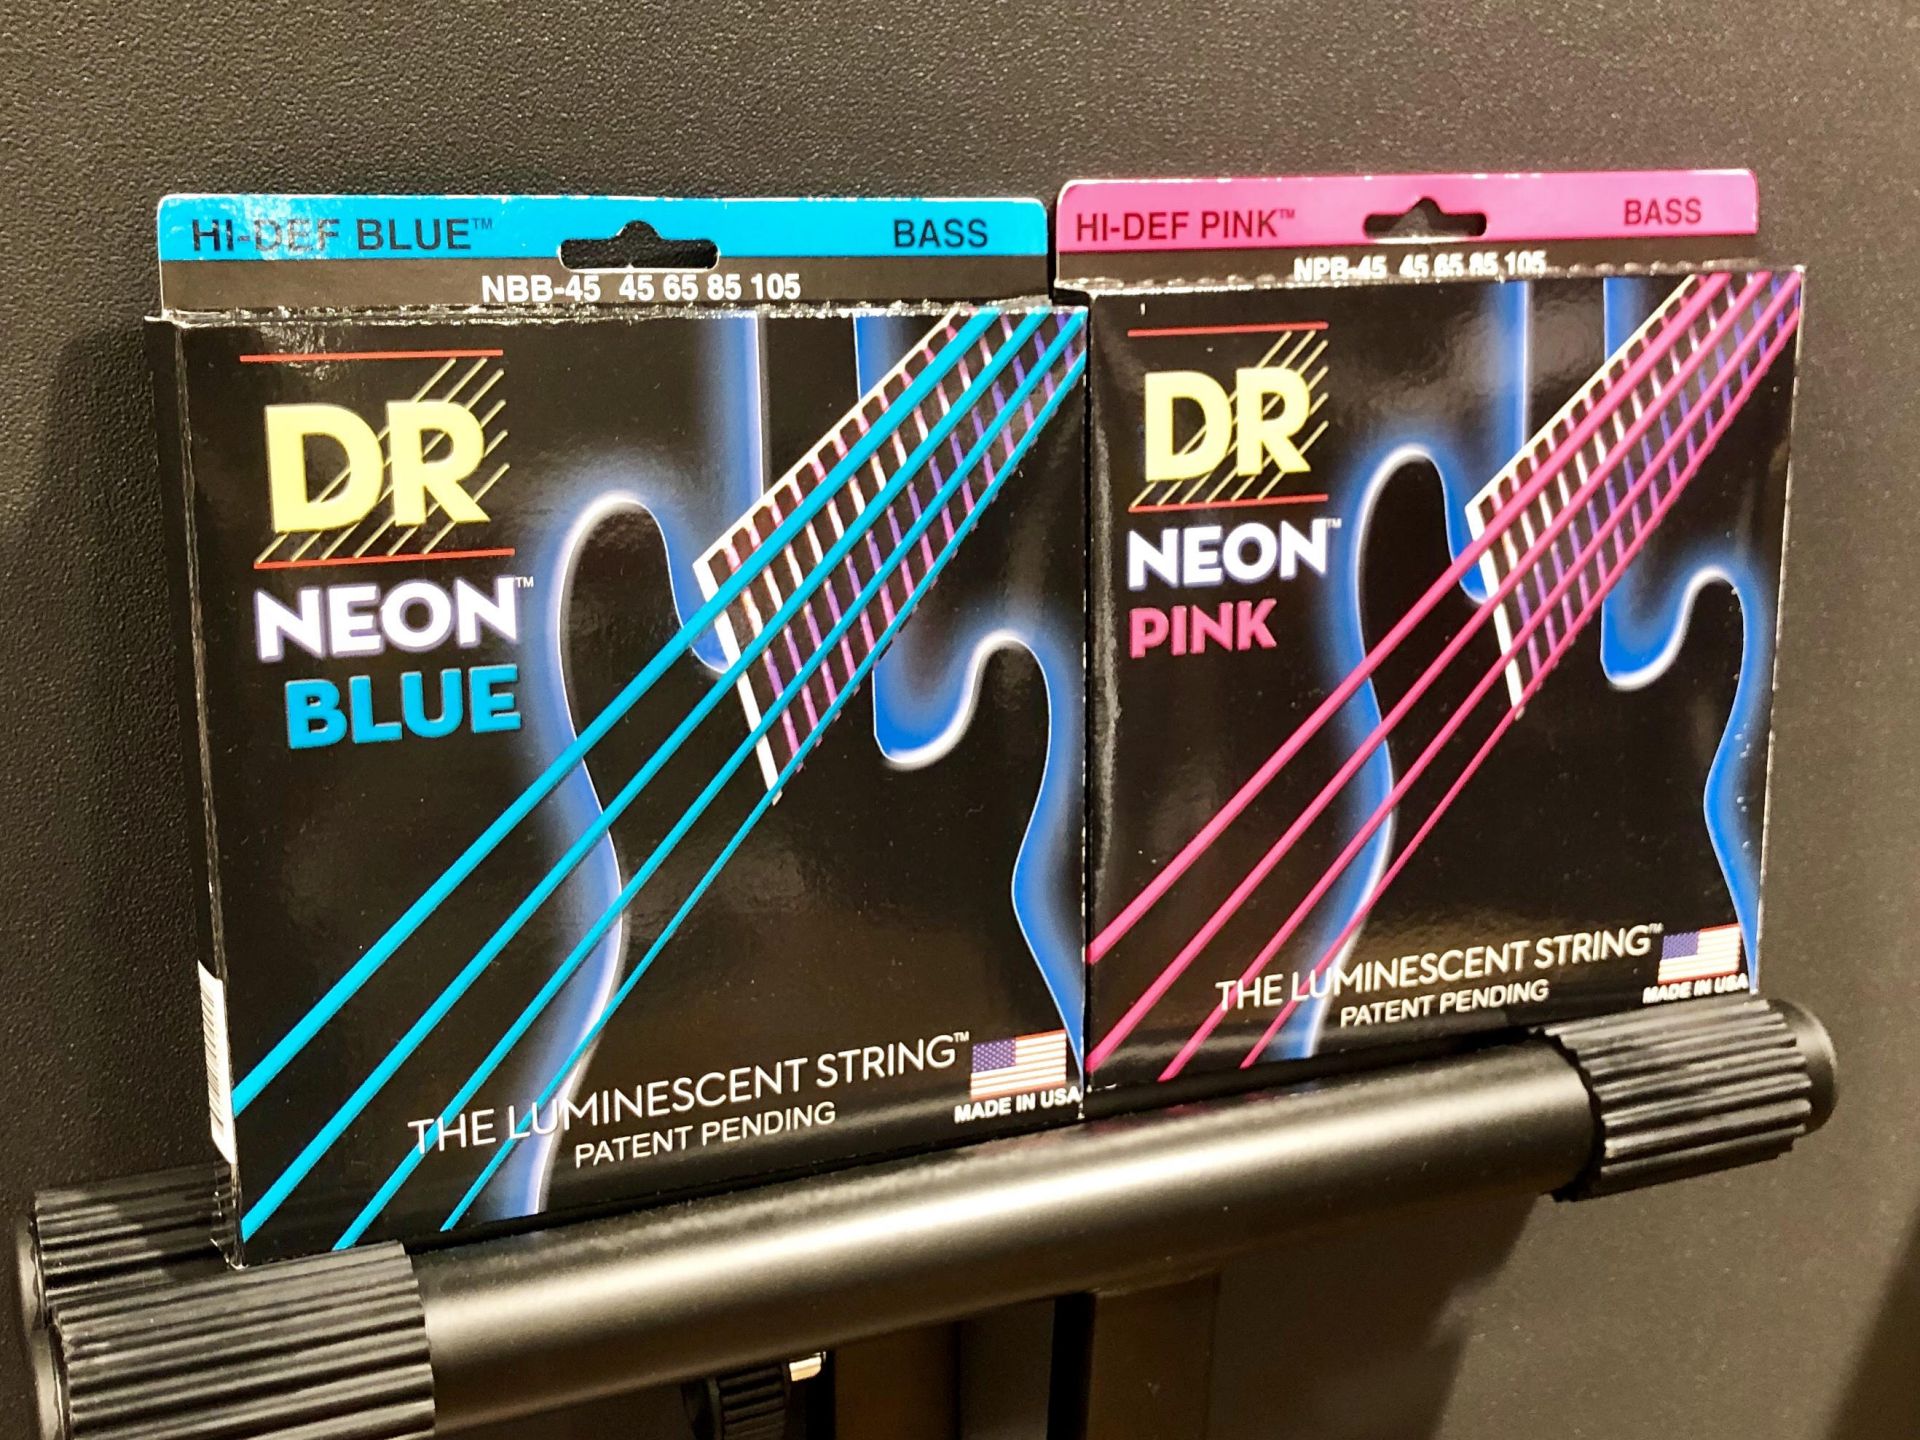 HI-DEF BLUE™ BASS
NBB-45 45 65 85 105
DR
NEON™
BLUE
THE LUMINESCENT STRING™
PATENT PENDING
MADE IN USA
HI-DEF PINK™ BASS
NPB-45 45 65 85 105
DR
NEON™
PINK
THE LUMINESCENT STRING™
PATENT PENDING
MADE IN USA